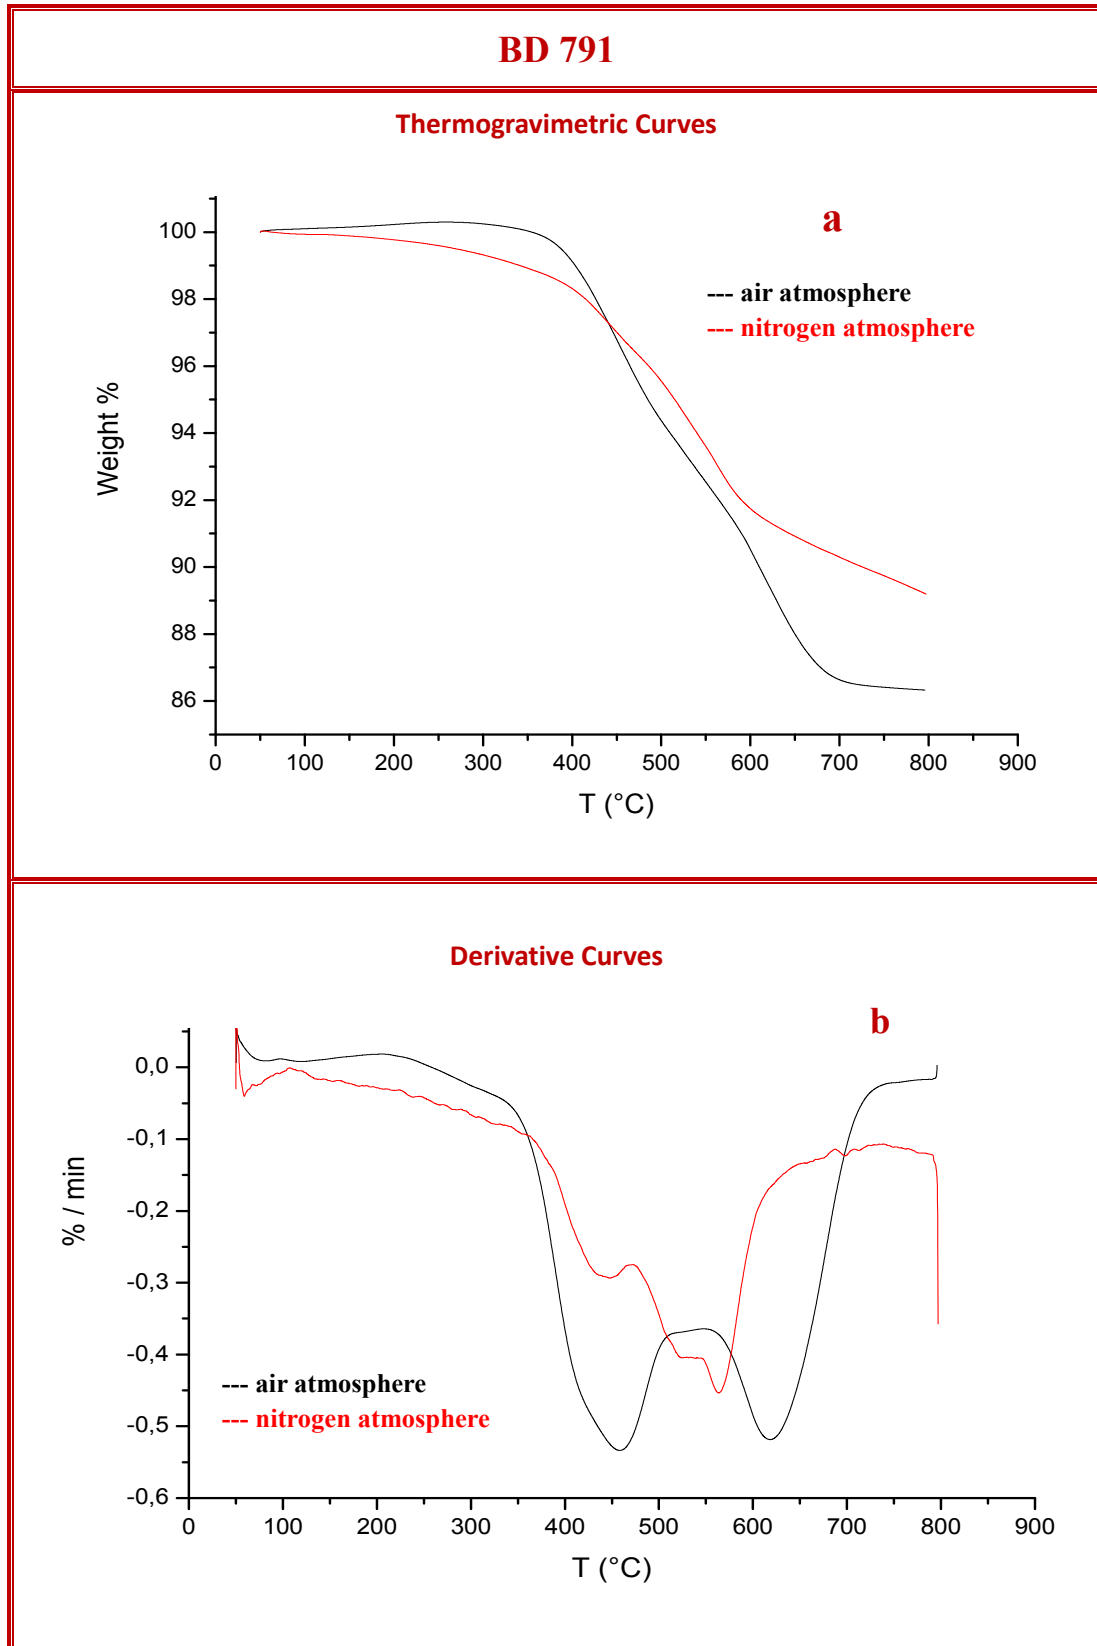 BD 791
Thermogravimetric Curves
a
--- air atmosphere
--- nitrogen atmosphere
100
98
96
94
92
90
88
86
Weight %
0 100 200 300 400 500 600 700 800 900
T (°C)
Derivative Curves
b
0,0
-0,1
-0,2
-0,3
-0,4
-0,5
-0,6
% / min
--- air atmosphere
--- nitrogen atmosphere
0 100 200 300 400 500 600 700 800 900
T (°C)